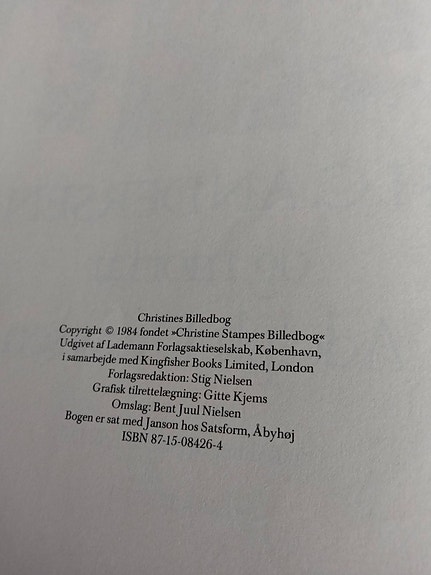 Christines Billedbog
Copyright © 1984 fondet »Christine Stampes Billedbog«
Udgivet af Lademann Forlagsaktieselskab, København,
i samarbejde med Kingfisher Books Limited, London
Forlagsredaktion: Stig Nielsen
Grafisk tilrettelægning: Gitte Kjems
Omslag: Bent Juul Nielsen
Bogen er sat med Janson hos Satsform, Åbyhøj
ISBN 87-15-08426-4